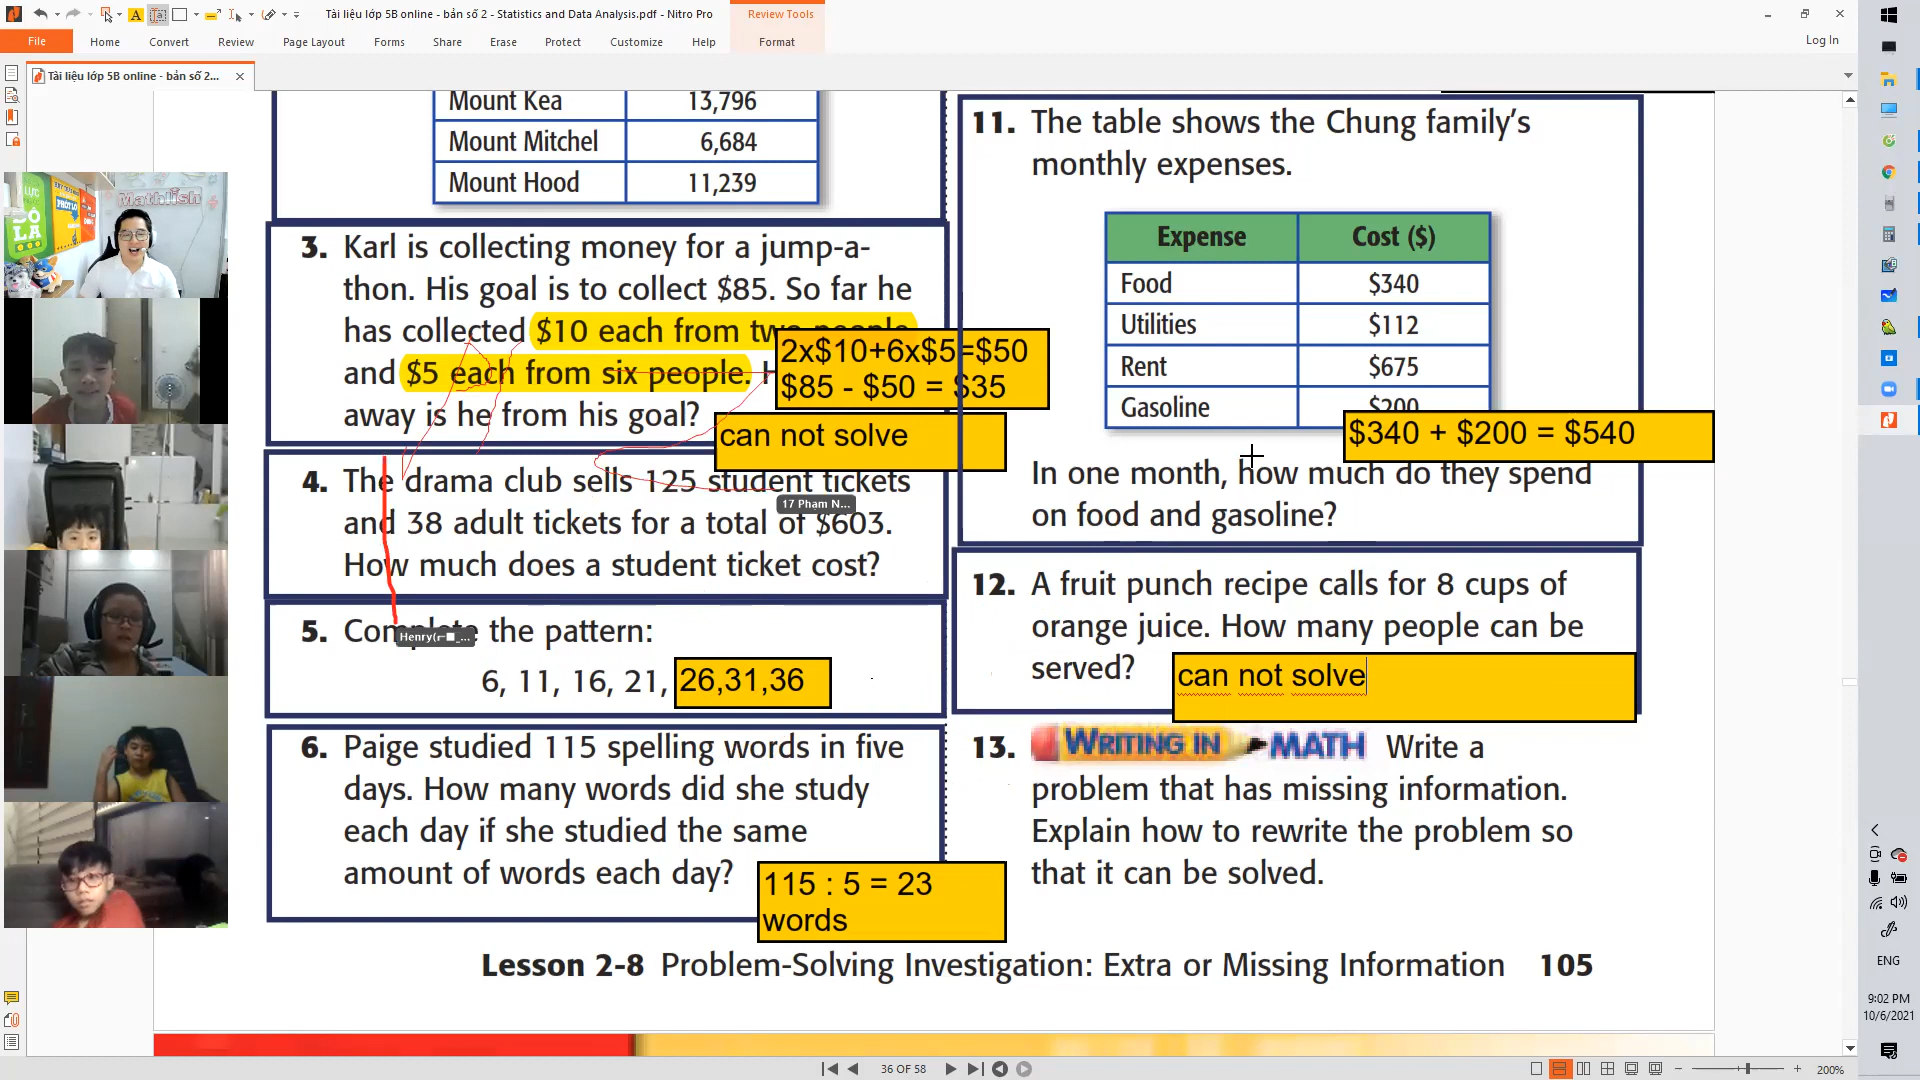 Tài liệu lớp 5B online - bản số 2 - Statistics and Data Analysis.pdf - Nitro Pro
Review Tools
File
Home
Convert
Review
Page Layout
Forms
Share
Erase
Protect
Customize
Help
Format
Log In
Tài liệu lớp 5B online - bản số 2...
Mount Kea 13,796
Mount Mitchel 6,684
Mount Hood 11,239
3. Karl is collecting money for a jump-a-
thon. His goal is to collect $85. So far he
has collected $10 each from two people
and $5 each from six people. H
away is he from his goal?
2x$10+6x$5=$50
$85 - $50 = $35
can not solve
4. The drama club sells 125 student tickets
and 38 adult tickets for a total of $603.
How much does a student ticket cost?
17 Phạm N...
5. Complete the pattern:
6, 11, 16, 21, 26,31,36
6. Paige studied 115 spelling words in five
days. How many words did she study
each day if she studied the same
amount of words each day?
115 : 5 = 23
words
11. The table shows the Chung family's
monthly expenses.
Expense Cost ($)
Food $340
Utilities $112
Rent $675
Gasoline $200
$340 + $200 = $540
In one month, how much do they spend
on food and gasoline?
12. A fruit punch recipe calls for 8 cups of
orange juice. How many people can be
served?
can not solve
13. WRITING IN MATH Write a
problem that has missing information.
Explain how to rewrite the problem so
that it can be solved.
Lesson 2-8 Problem-Solving Investigation: Extra or Missing Information 105
Mathlish
36 OF 58
200%
ENG
9:02 PM
10/6/2021